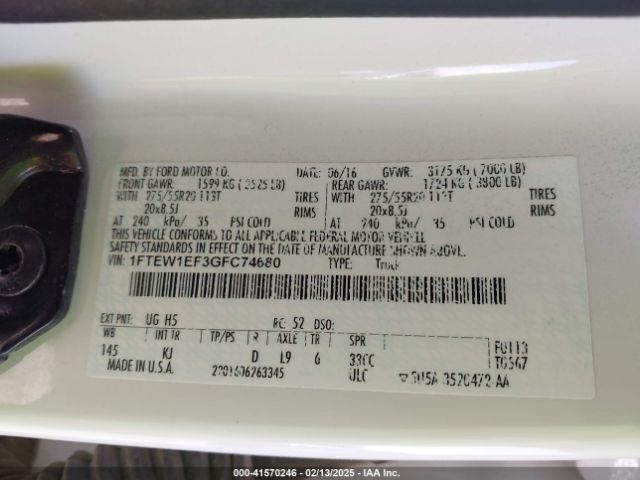 MFD. BY FORD MOTOR CO.
DATE: 06/16 GVWR: 3175 KG ( 7000 LB)
FRONT GAWR: 1599 KG ( 3525 LB)
REAR GAWR: 1724 KG ( 3800 LB)
WITH 275/55R20 113T TIRES
WITH 275/55R20 113T TIRES
20x8.5J RIMS
20x8.5J RIMS
AT 240 kPa/ 35 PSI COLD
AT 240 kPa/ 35 PSI COLD
THIS VEHICLE CONFORMS TO ALL APPLICABLE FEDERAL MOTOR VEHICLE
SAFETY STANDARDS IN EFFECT ON THE DATE OF MANUFACTURE SHOWN ABOVE.
VIN: 1FTEW1EF3GFC74680 TYPE: Truck
EXT PNT: UG H5 RC: 52 DSO:
WB INT TR TP/PS R AXLE TR SPR
145 KJ D L9 6 33CC
F0113
T0567
MADE IN U.S.A. 2201606263345 ULC
000-41570246 - 02/13/2025 - IAA Inc.